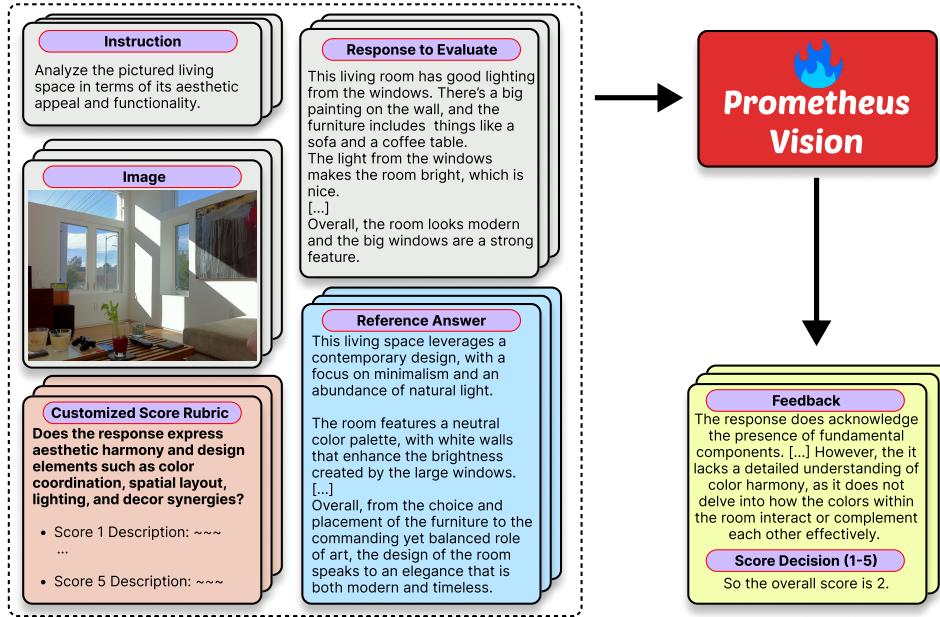 Instruction
Analyze the pictured living
space in terms of its aesthetic
appeal and functionality.
Image
Customized Score Rubric
Does the response express
aesthetic harmony and design
elements such as color
coordination, spatial layout,
lighting, and decor synergies?
• Score 1 Description: ~~~
...
• Score 5 Description: ~~~
Response to Evaluate
This living room has good lighting
from the windows. There’s a big
painting on the wall, and the
furniture includes things like a
sofa and a coffee table.
The light from the windows
makes the room bright, which is
nice.
[...]
Overall, the room looks modern
and the big windows are a strong
feature.
Reference Answer
This living space leverages a
contemporary design, with a
focus on minimalism and an
abundance of natural light.
The room features a neutral
color palette, with white walls
that enhance the brightness
created by the large windows.
[...]
Overall, from the choice and
placement of the furniture to the
commanding yet balanced role
of art, the design of the room
speaks to an elegance that is
both modern and timeless.
Prometheus
Vision
Feedback
The response does acknowledge
the presence of fundamental
components. [...] However, the it
lacks a detailed understanding of
color harmony, as it does not
delve into how the colors within
the room interact or complement
each other effectively.
Score Decision (1-5)
So the overall score is 2.